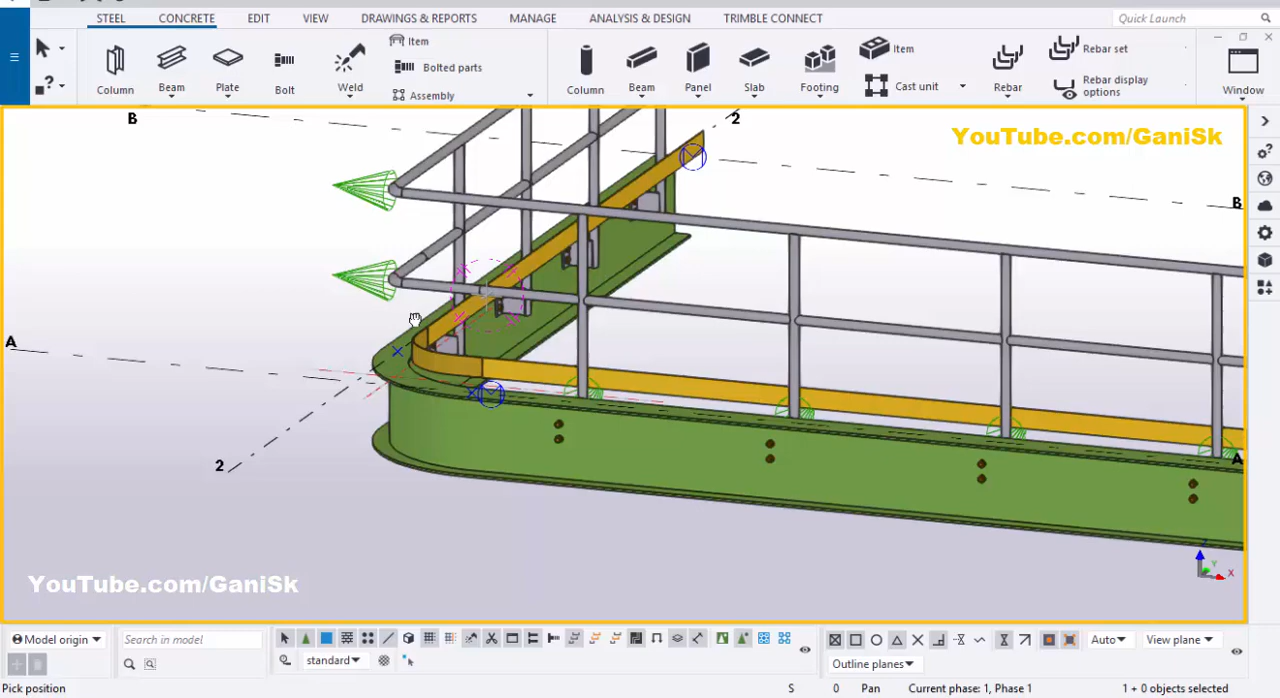 STEEL CONCRETE EDIT VIEW DRAWINGS & REPORTS MANAGE ANALYSIS & DESIGN TRIMBLE CONNECT Quick Launch
Column Beam Plate Bolt Weld Item Bolted parts Assembly Column Beam Panel Slab Footing Item Cast unit Rebar Rebar set Rebar display options Window
B 2
YouTube.com/GaniSk
B
A
2
A
YouTube.com/GaniSk
Z Y X
Model origin Search in model Auto View plane
standard Outline planes
Pick position S 0 Pan Current phase: 1, Phase 1 1 + 0 objects selected